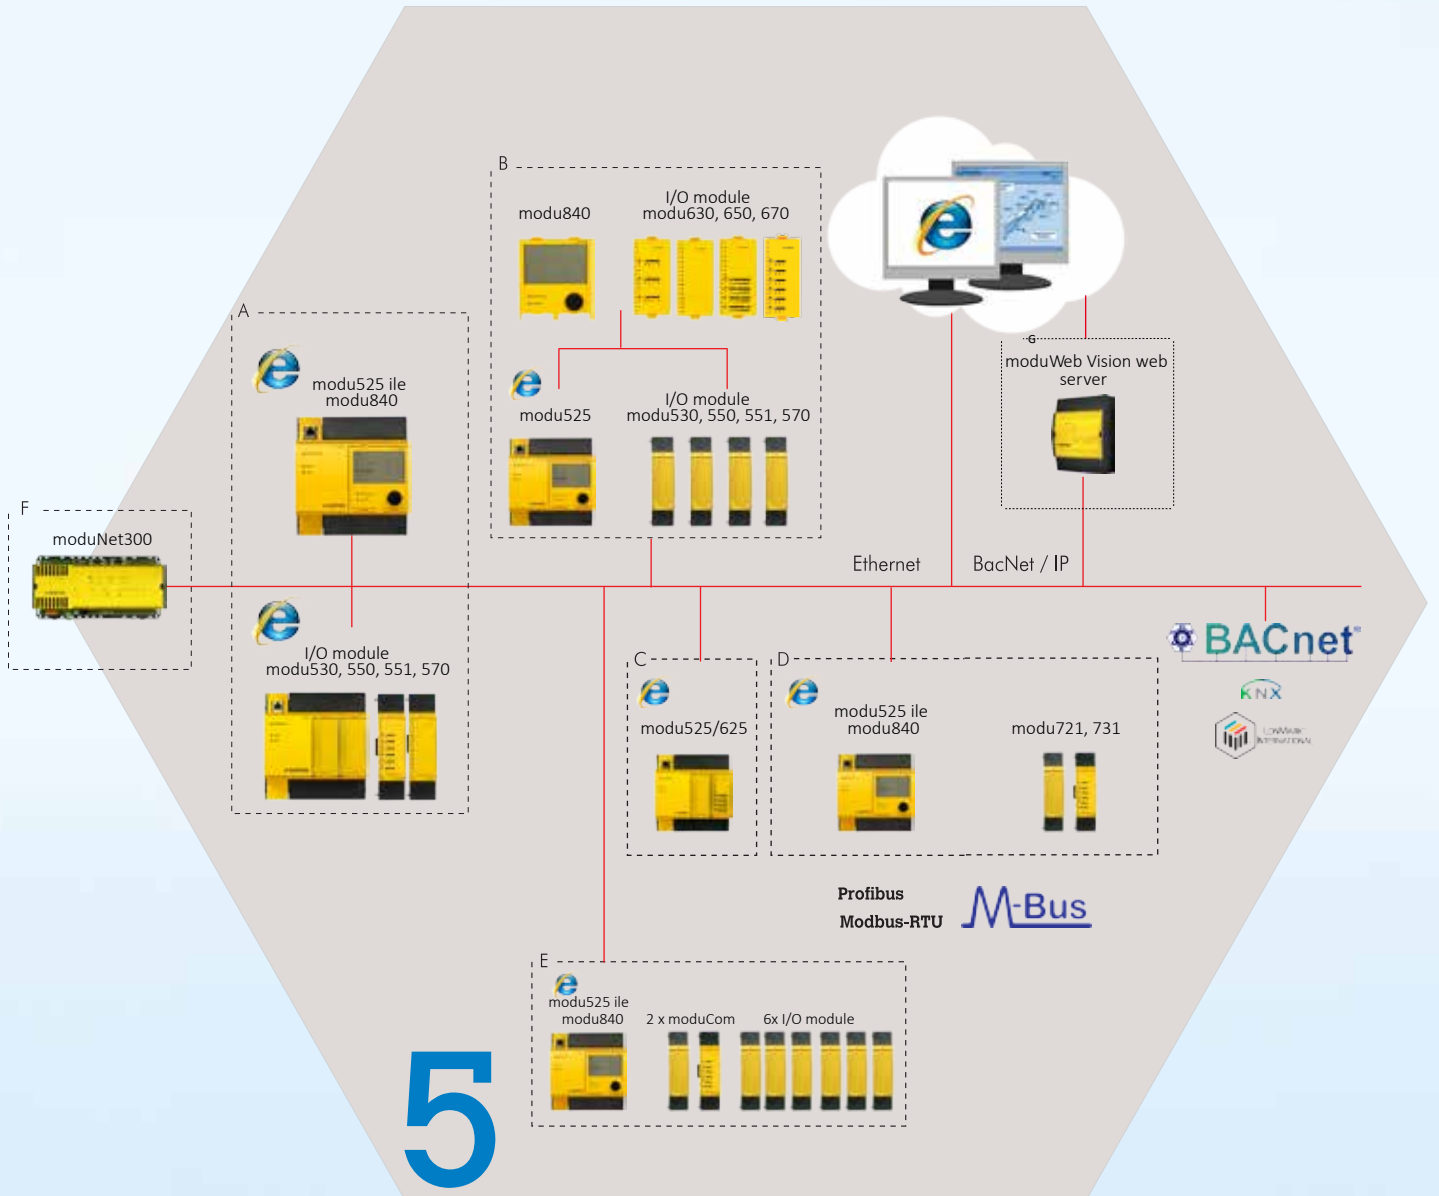 B
modu840
I/O module
modu630, 650, 670
A
modu525 ile
modu840
modu525
I/O module
modu530, 550, 551, 570
G
moduWeb Vision web
server
F
moduNet300
Ethernet
BacNet / IP
I/O module
modu530, 550, 551, 570
BACnet
KNX
LonMark
International
C
modu525/625
D
modu525 ile
modu840
modu721, 731
Profibus
Modbus-RTU
M-Bus
E
modu525 ile
modu840
2 x moduCom
6x I/O module
5